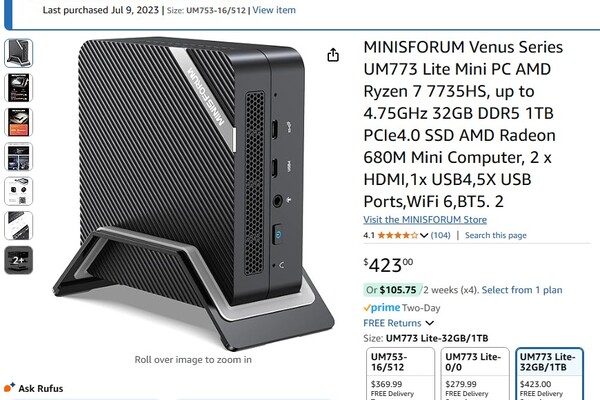 Last purchased Jul 9, 2023 | Size: UM753-16/512 | View item
MINISFORUM
USB4
MINISFORUM Venus Series
UM773 Lite Mini PC AMD
Ryzen 7 7735HS, up to
4.75GHz 32GB DDR5 1TB
PCIe4.0 SSD AMD Radeon
680M Mini Computer, 2 x
HDMI,1x USB4,5X USB
Ports,WiFi 6,BT5. 2
Visit the MINISFORUM Store
4.1 (104) | Search this page
$423 00
Or $105.75 /2 weeks (x4). Select from 1 plan
prime Two-Day
FREE Returns
Size: UM773 Lite-32GB/1TB
UM753-
16/512
$369.99
FREE Delivery
UM773 Lite-
0/0
$279.99
FREE Delivery
UM773 Lite-
32GB/1TB
$423.00
FREE Delivery
2+
Roll over image to zoom in
Ask Rufus